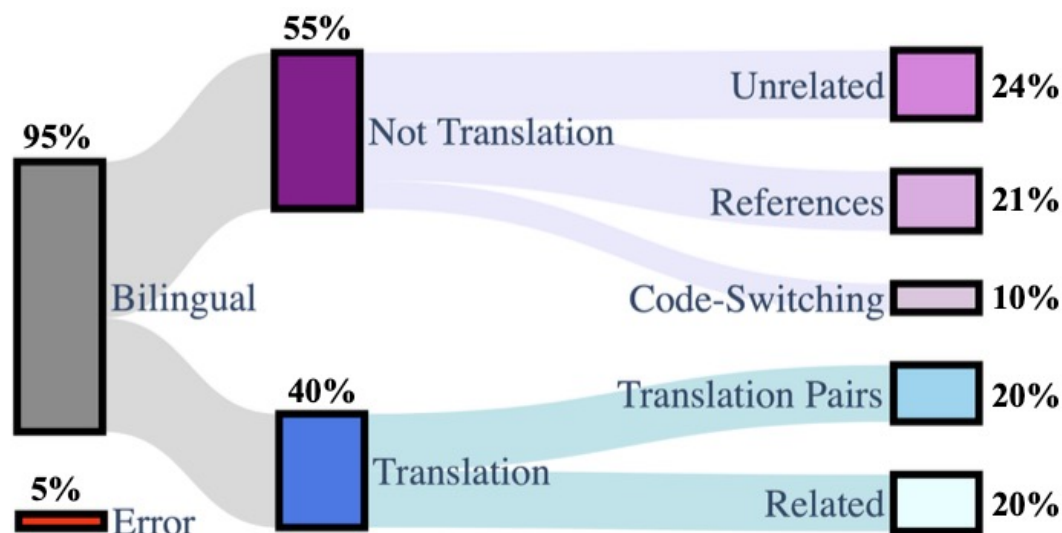 55%
Unrelated
24%
95%
Not Translation
References
21%
Bilingual
Code-Switching
10%
40%
Translation Pairs
20%
5%
Translation
Error
Related
20%